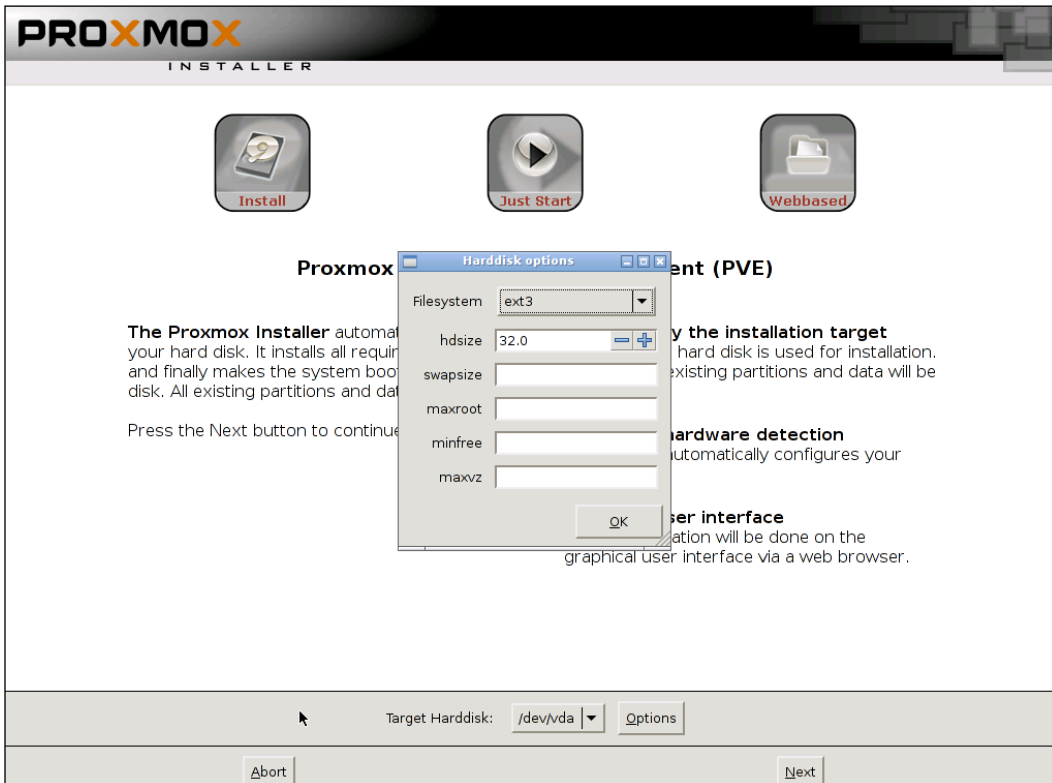 PROXMOX
INSTALLER
Install
Just Start
Webbased
Proxmox
ent (PVE)
Harddisk options
Filesystem ext3
hdsize 32.0
swapsize
maxroot
minfree
maxvz
OK
The Proxmox Installer automat
your hard disk. It installs all requir
and finally makes the system boo
disk. All existing partitions and dat
Press the Next button to continue
y the installation target
hard disk is used for installation.
existing partitions and data will be
ardware detection
utomatically configures your
ser interface
ation will be done on the
graphical user interface via a web browser.
Target Harddisk: /dev/vda Options
Abort Next